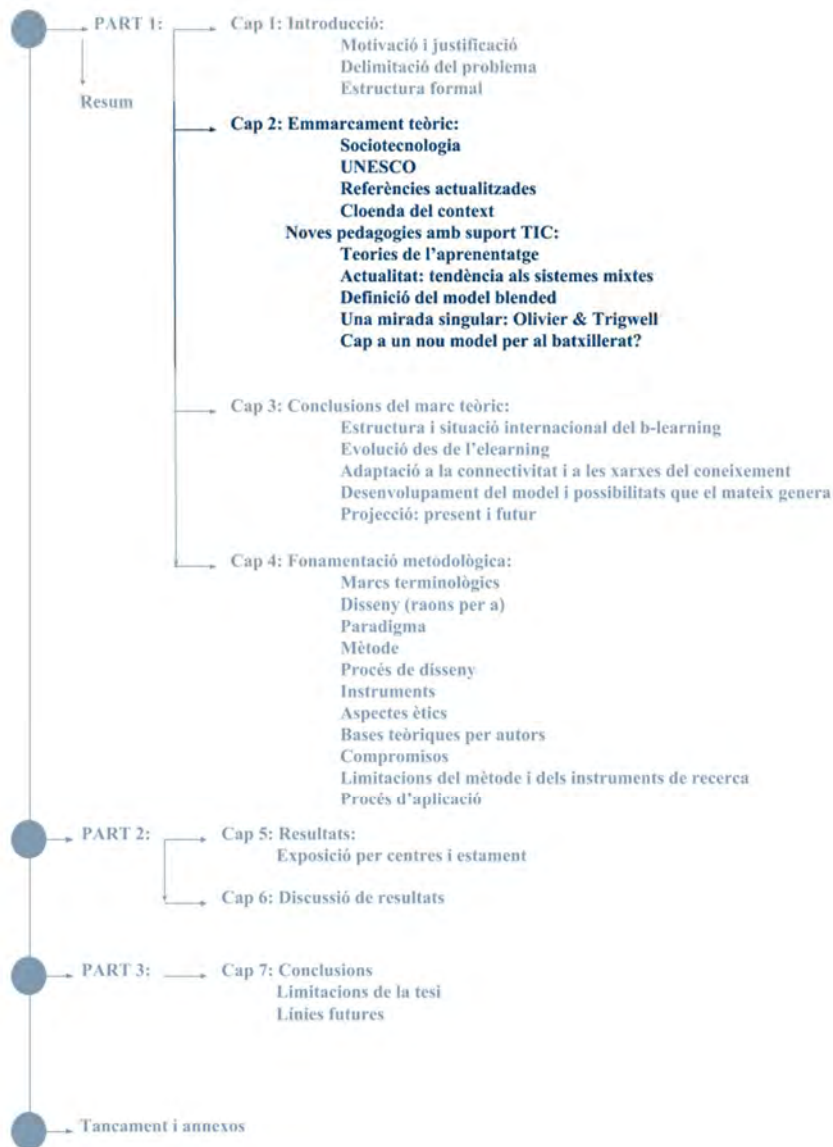 PART 1:
Resum
Cap 1: Introducció:
Motivació i justificació
Delimitació del problema
Estructura formal
Cap 2: Emmarcament teòric:
Sociotecnologia
UNESCO
Referències actualitzades
Cloenda del context
Noves pedagogies amb suport TIC:
Teories de l'aprenentatge
Actualitat: tendència als sistemes mixtes
Definició del model blended
Una mirada singular: Olivier & Trigwell
Cap a un nou model per al batxillerat?
Cap 3: Conclusions del marc teòric:
Estructura i situació internacional del b-learning
Evolució des de l'elearning
Adaptació a la connectivitat i a les xarxes del coneixement
Desenvolupament del model i possibilitats que el mateix genera
Projecció: present i futur
Cap 4: Fonamentació metodològica:
Marcs terminològics
Disseny (raons per a)
Paradigma
Mètode
Procés de disseny
Instruments
Aspectes ètics
Bases teòriques per autors
Compromisos
Limitacions del mètode i dels instruments de recerca
Procés d'aplicació
PART 2:
Cap 5: Resultats:
Exposició per centres i estament
Cap 6: Discussió de resultats
PART 3:
Cap 7: Conclusions
Limitacions de la tesi
Línies futures
Tancament i annexos